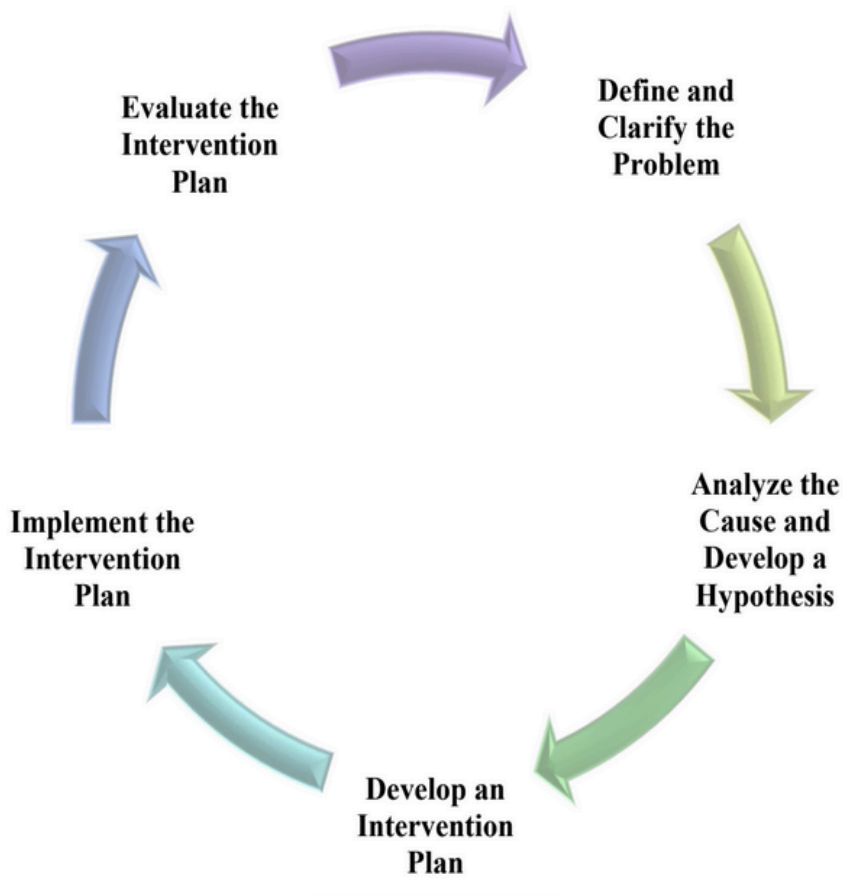 Evaluate the
Intervention
Plan
Define and
Clarify the
Problem
Analyze the
Cause and
Develop a
Hypothesis
Implement the
Intervention
Plan
Develop an
Intervention
Plan